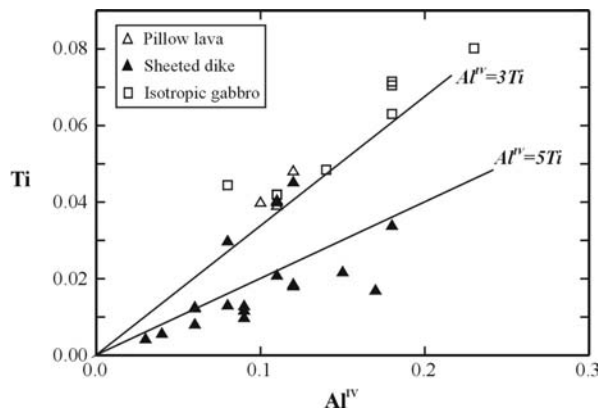 0.08
Pillow lava
Sheeted dike
Isotropic gabbro
Al^IV=3Ti
0.06
Al^IV=5Ti
Ti
0.04
0.02
0.00
0.0
0.1
0.2
0.3
Al^IV